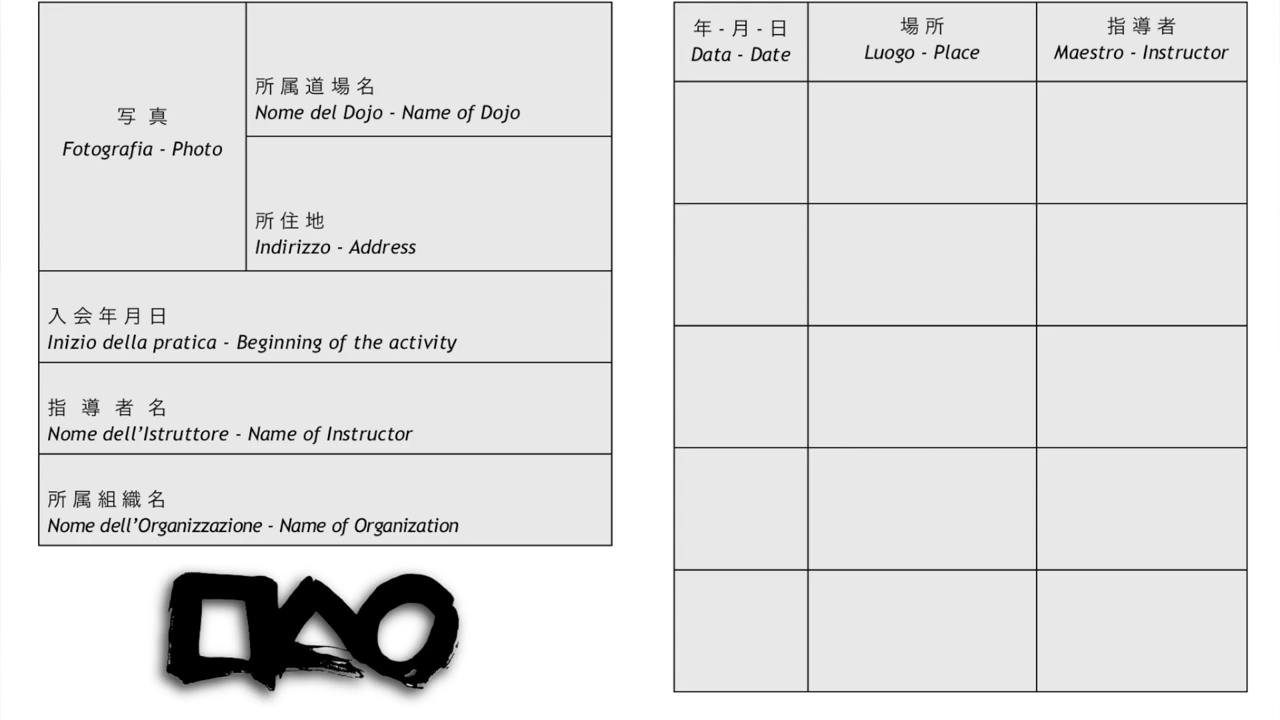 写真
Fotografia - Photo
所属道場名
Nome del Dojo - Name of Dojo
所住地
Indirizzo - Address
入会年月日
Inizio della pratica - Beginning of the activity
指導者名
Nome dell’Istruttore - Name of Instructor
所属組織名
Nome dell’Organizzazione - Name of Organization
年 - 月 - 日
Data - Date
場所
Luogo - Place
指導者
Maestro - Instructor